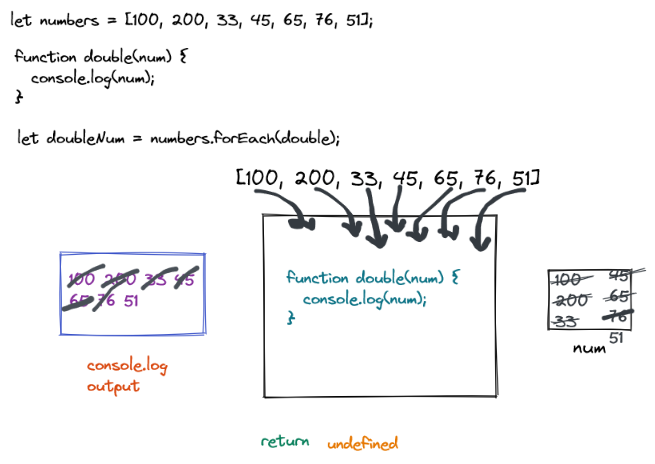 let numbers = [100, 200, 33, 45, 65, 76, 51];
function double(num) {
console.log(num);
}
let doubleNum = numbers.forEach(double);
[100, 200, 33, 45, 65, 76, 51]
100 200 33 45
65 76 51
console.log
output
function double(num) {
console.log(num);
}
100 45
200 65
33 76
51
num
return undefined